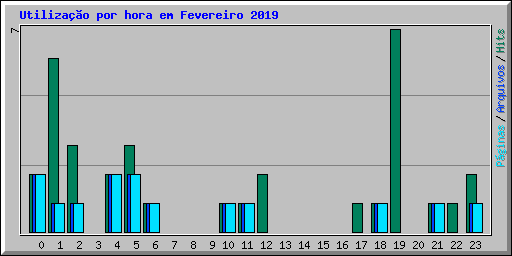 Utilização por hora em Fevereiro 2019
7
Páginas / Arquivos / Hits
0 1 2 3 4 5 6 7 8 9 10 11 12 13 14 15 16 17 18 19 20 21 22 23